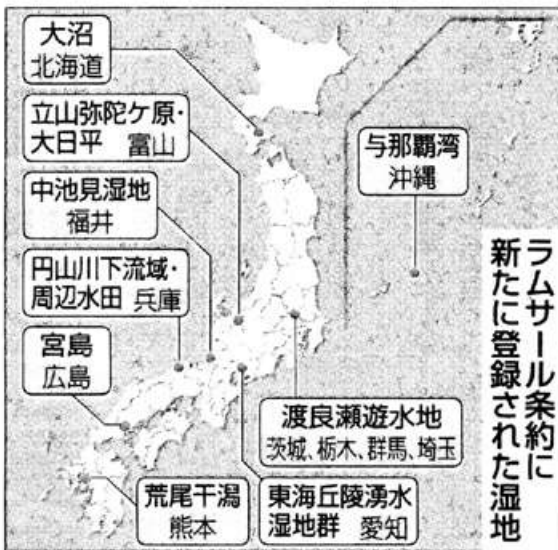 ラムサール条約に
新たに登録された湿地
大沼
北海道
立山弥陀ケ原・
大日平 富山
中池見湿地
福井
円山川下流域・
周辺水田 兵庫
宮島
広島
荒尾干潟
熊本
東海丘陵湧水
湿地群 愛知
渡良瀬遊水地
茨城、栃木、群馬、埼玉
与那覇湾
沖縄